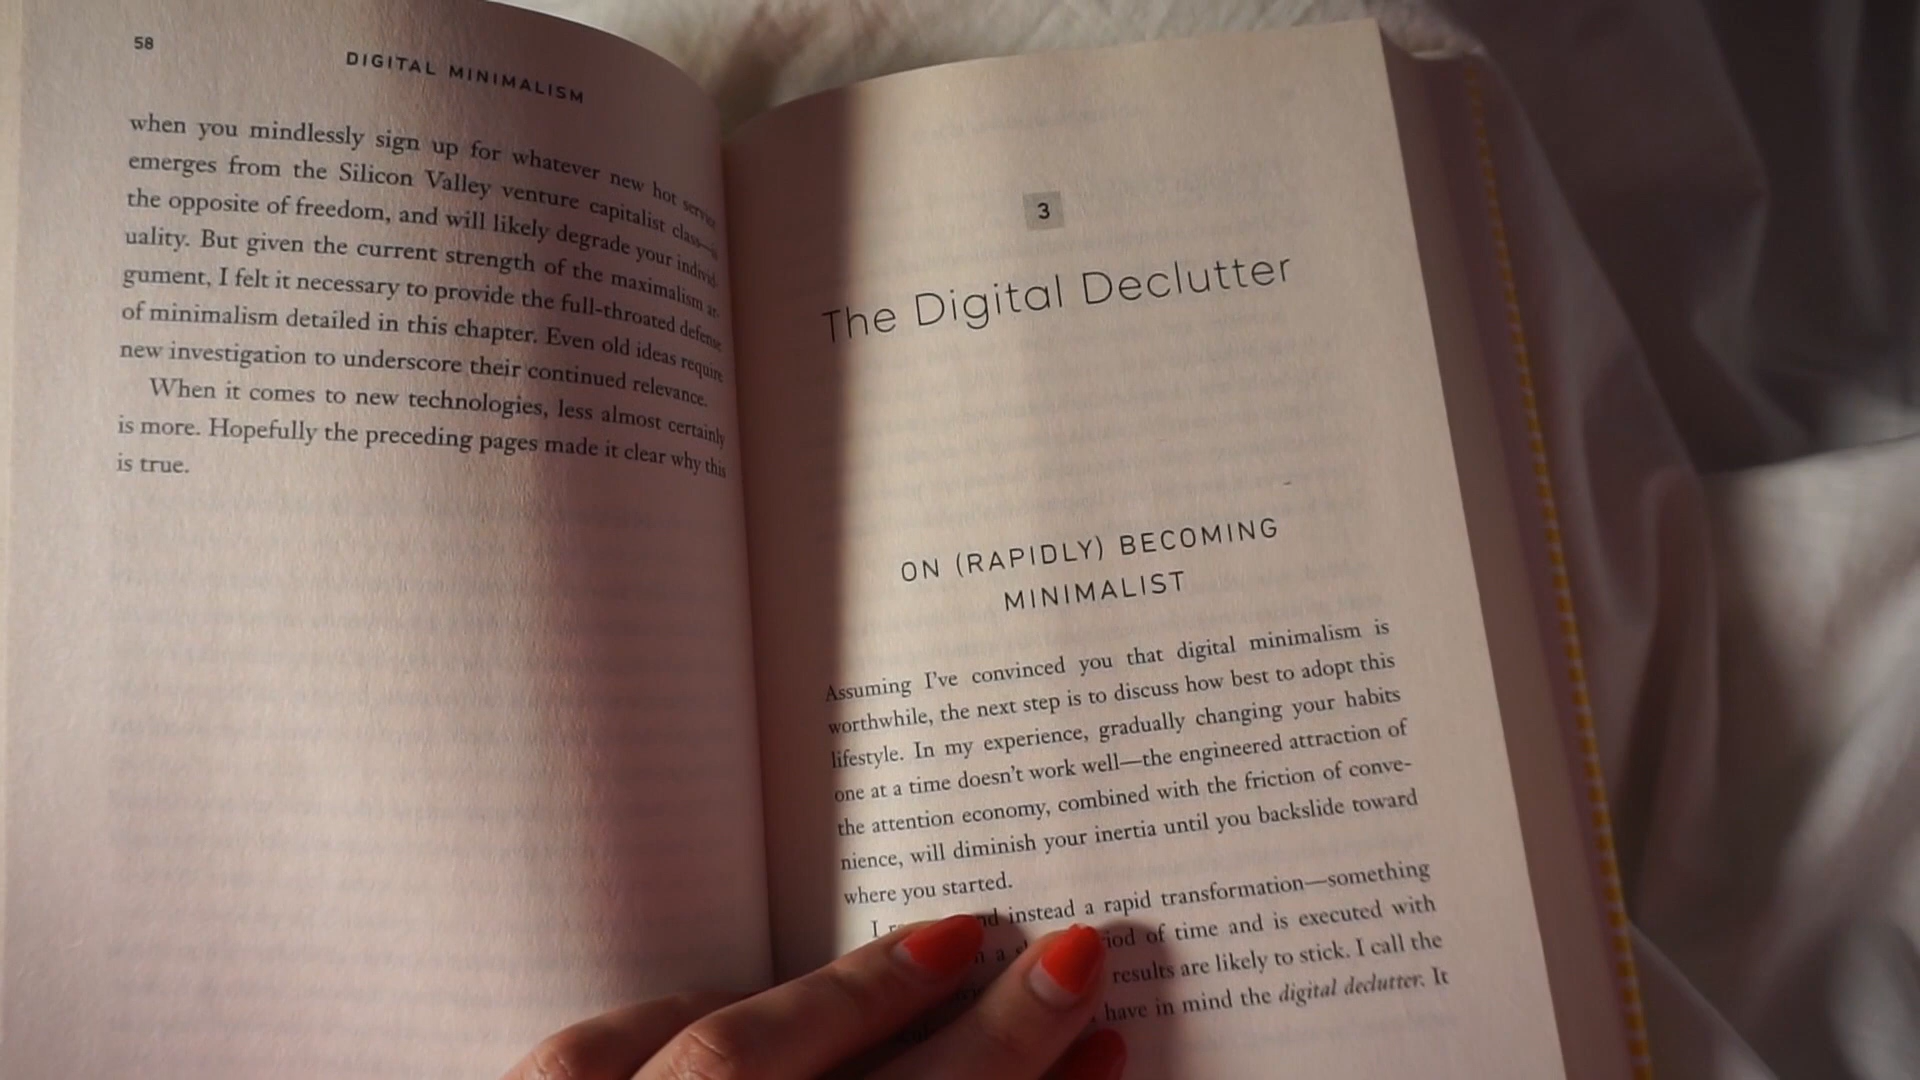 58
DIGITAL MINIMALISM
when you mindlessly sign up for whatever new hot service
emerges from the Silicon Valley venture capitalist class—is
the opposite of freedom, and will likely degrade your individ-
uality. But given the current strength of the maximalism ar-
gument, I felt it necessary to provide the full-throated defense
of minimalism detailed in this chapter. Even old ideas require
new investigation to underscore their continued relevance.
When it comes to new technologies, less almost certainly
is more. Hopefully the preceding pages made it clear why this
is true.
3
The Digital Declutter
ON (RAPIDLY) BECOMING
MINIMALIST
Assuming I've convinced you that digital minimalism is
worthwhile, the next step is to discuss how best to adopt this
lifestyle. In my experience, gradually changing your habits
one at a time doesn't work well—the engineered attraction of
the attention economy, combined with the friction of conve-
nience, will diminish your inertia until you backslide toward
where you started.
I instead a rapid transformation—something
a of time and is executed with
results are likely to stick. I call the
have in mind the digital declutter. It